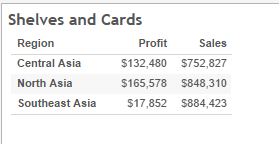 Shelves and Cards
Region Profit Sales
Central Asia $132,480 $752,827
North Asia $165,578 $848,310
Southeast Asia $17,852 $884,423